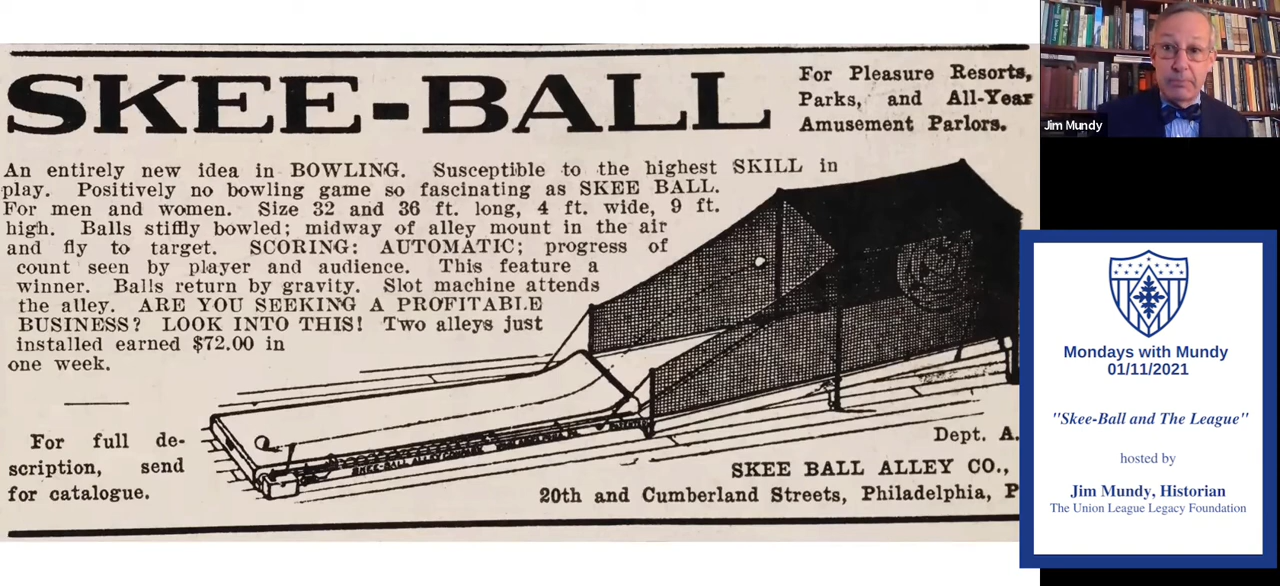 SKEE-BALL
For Pleasure Resorts,
Parks, and All-Year
Amusement Parlors.
An entirely new idea in BOWLING. Susceptible to the highest SKILL in
play. Positively no bowling game so fascinating as SKEE BALL.
For men and women. Size 32 and 36 ft. long, 4 ft. wide, 9 ft.
high. Balls stiffly bowled; midway of alley mount in the air
and fly to target. SCORING: AUTOMATIC; progress of
count seen by player and audience. This feature a
winner. Balls return by gravity. Slot machine attends
the alley. ARE YOU SEEKING A PROFITABLE
BUSINESS? LOOK INTO THIS! Two alleys just
installed earned $72.00 in
one week.
For full de-
scription, send
for catalogue.
SKEE-BALL ALLEY COMPANY
Dept. A.
SKEE BALL ALLEY CO.,
20th and Cumberland Streets, Philadelphia, P
Jim Mundy
Mondays with Mundy
01/11/2021
"Skee-Ball and The League"
hosted by
Jim Mundy, Historian
The Union League Legacy Foundation